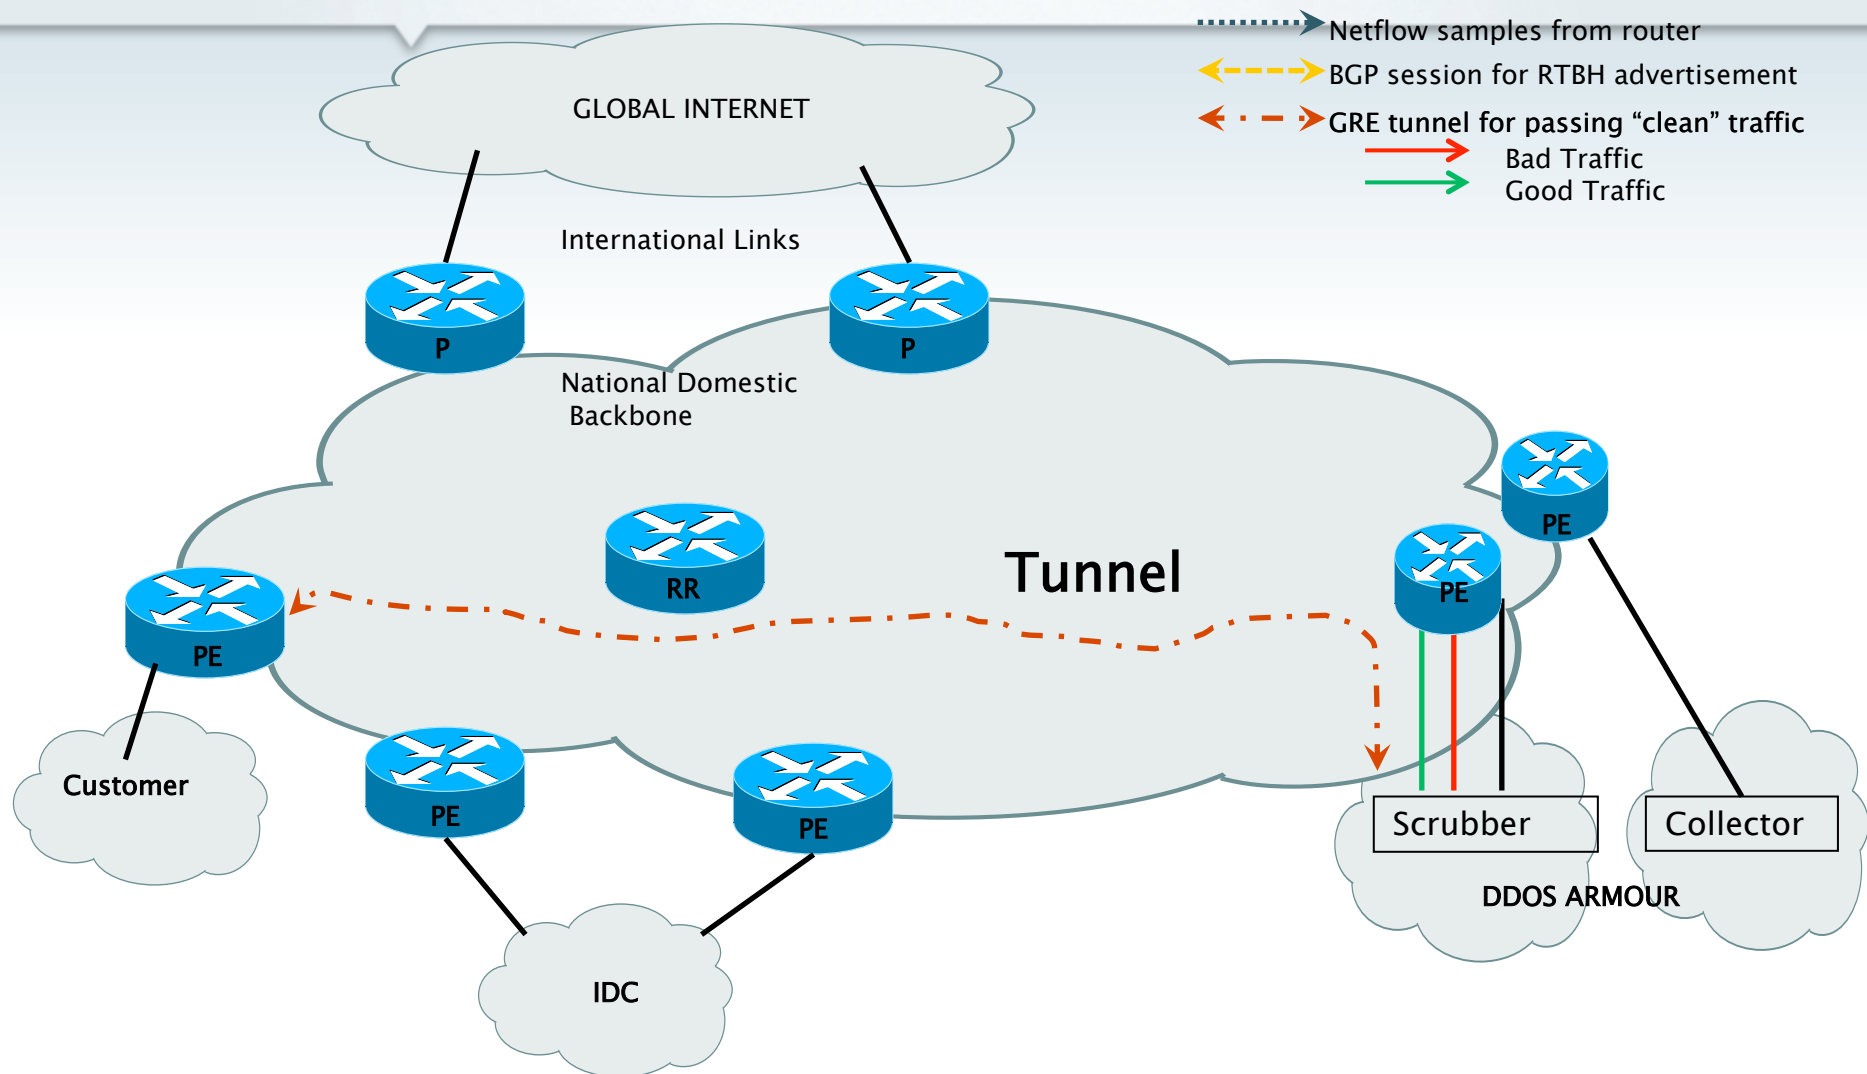 Netflow samples from router
BGP session for RTBH advertisement
GRE tunnel for passing “clean” traffic
Bad Traffic
Good Traffic
GLOBAL INTERNET
International Links
P
P
National Domestic
Backbone
PE
RR
Tunnel
PE
PE
Customer
PE
PE
Scrubber
Collector
DDOS ARMOUR
IDC